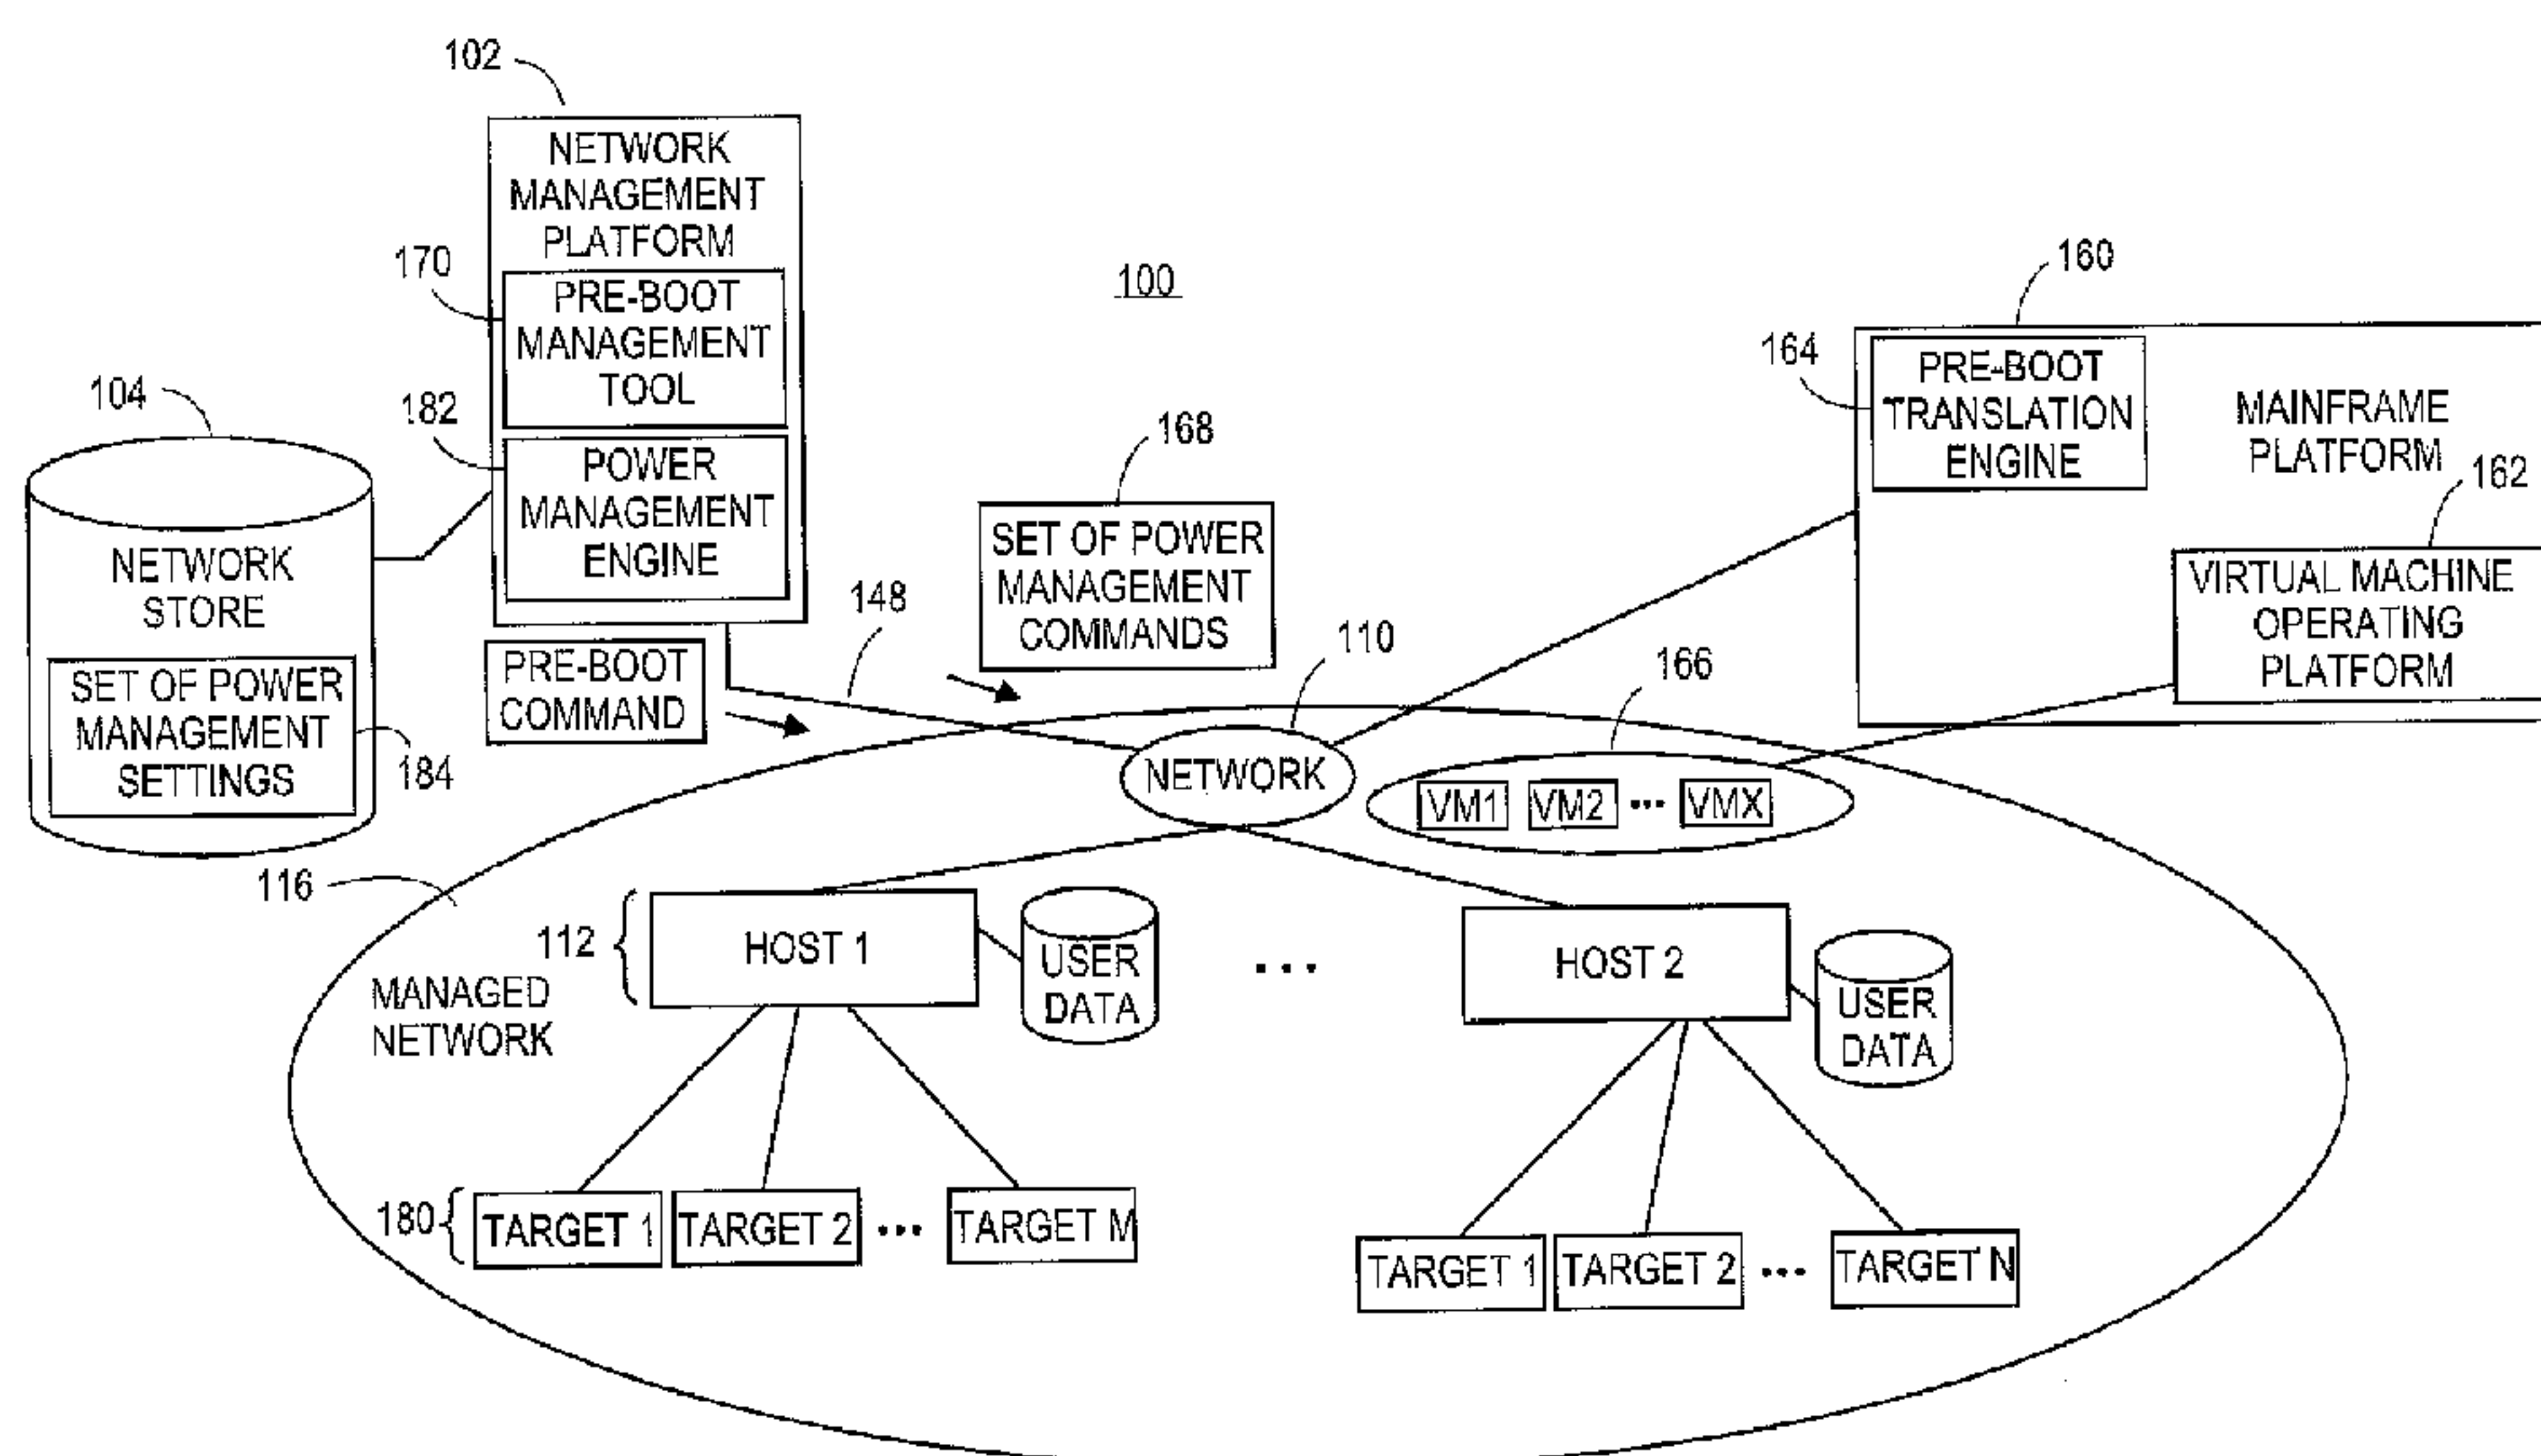 102
NETWORK
MANAGEMENT
PLATFORM
170
PRE-BOOT
MANAGEMENT
TOOL
182
POWER
MANAGEMENT
ENGINE
104
NETWORK
STORE
SET OF POWER
MANAGEMENT
SETTINGS
184
PRE-BOOT
COMMAND
148
100
168
SET OF POWER
MANAGEMENT
COMMANDS
160
164
PRE-BOOT
TRANSLATION
ENGINE
MAINFRAME
PLATFORM
162
VIRTUAL MACHINE
OPERATING
PLATFORM
110
NETWORK
166
VM1 VM2 ... VMX
116
MANAGED
NETWORK
112
HOST 1
USER
DATA
...
HOST 2
USER
DATA
180
TARGET 1 TARGET 2 ... TARGET M
TARGET 1 TARGET 2 ... TARGET N